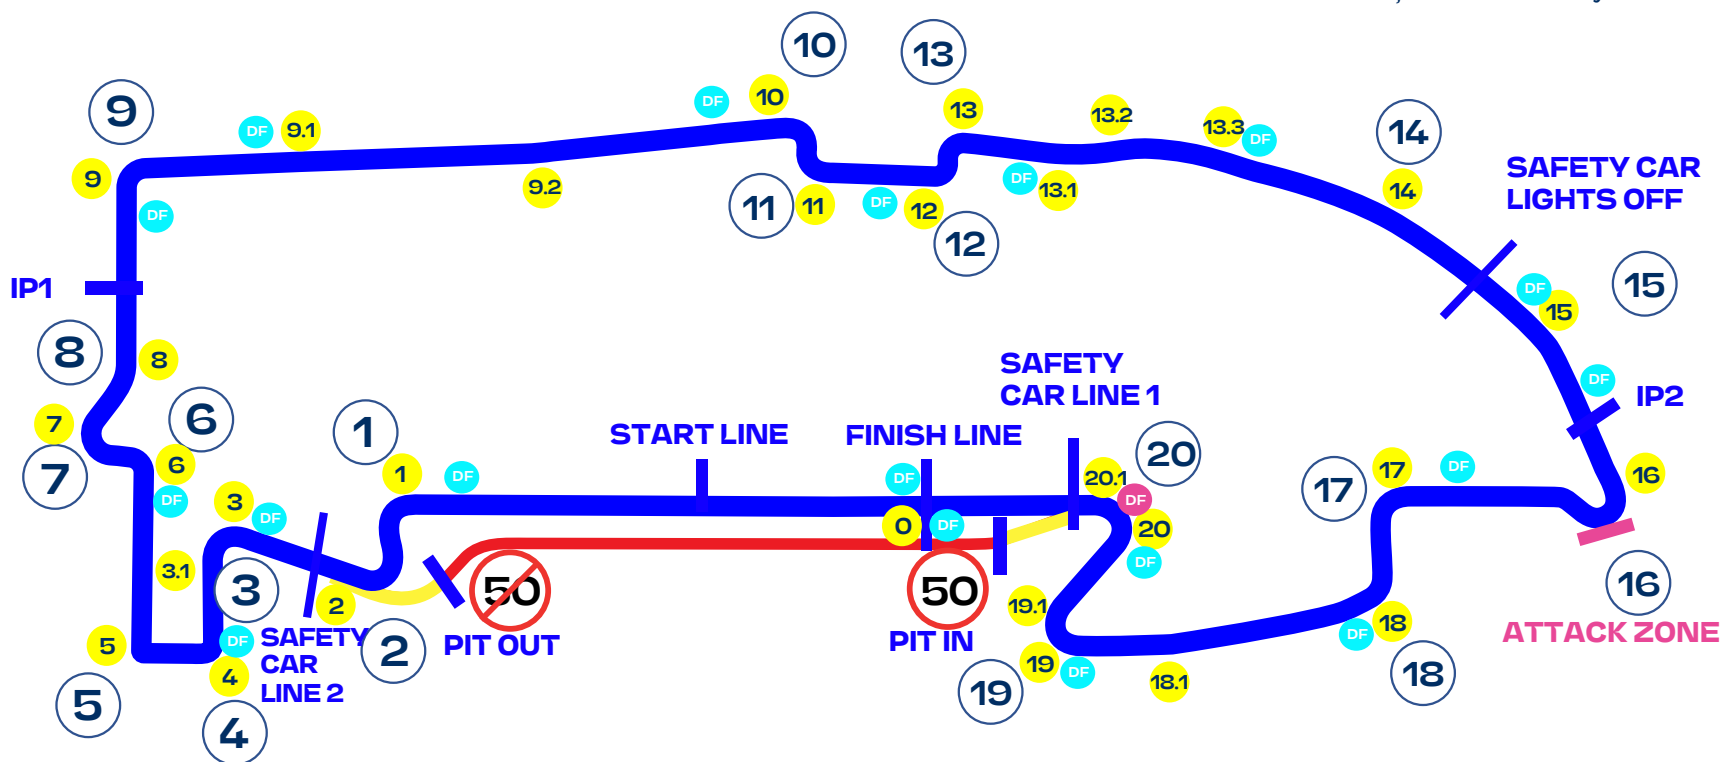 10
13
DF
10
13
9
DF
9.1
13.2
13.3
DF
14
9
9.2
DF
11
11
DF
12
12
DF
13.1
14
SAFETY CAR
LIGHTS OFF
IP1
DF
15
15
8
8
7
7
6
6
DF
1
1
DF
START LINE
FINISH LINE
SAFETY
CAR LINE 1
DF
IP2
3
DF
3.1
3
2
SAFETY
CAR
LINE 2
2
5
5
DF
4
4
50
PIT OUT
DF
0
DF
50
PIT IN
20.1
20
DF
20
DF
19.1
19
19
DF
18.1
17
17
DF
16
16
ATTACK ZONE
DF
18
18